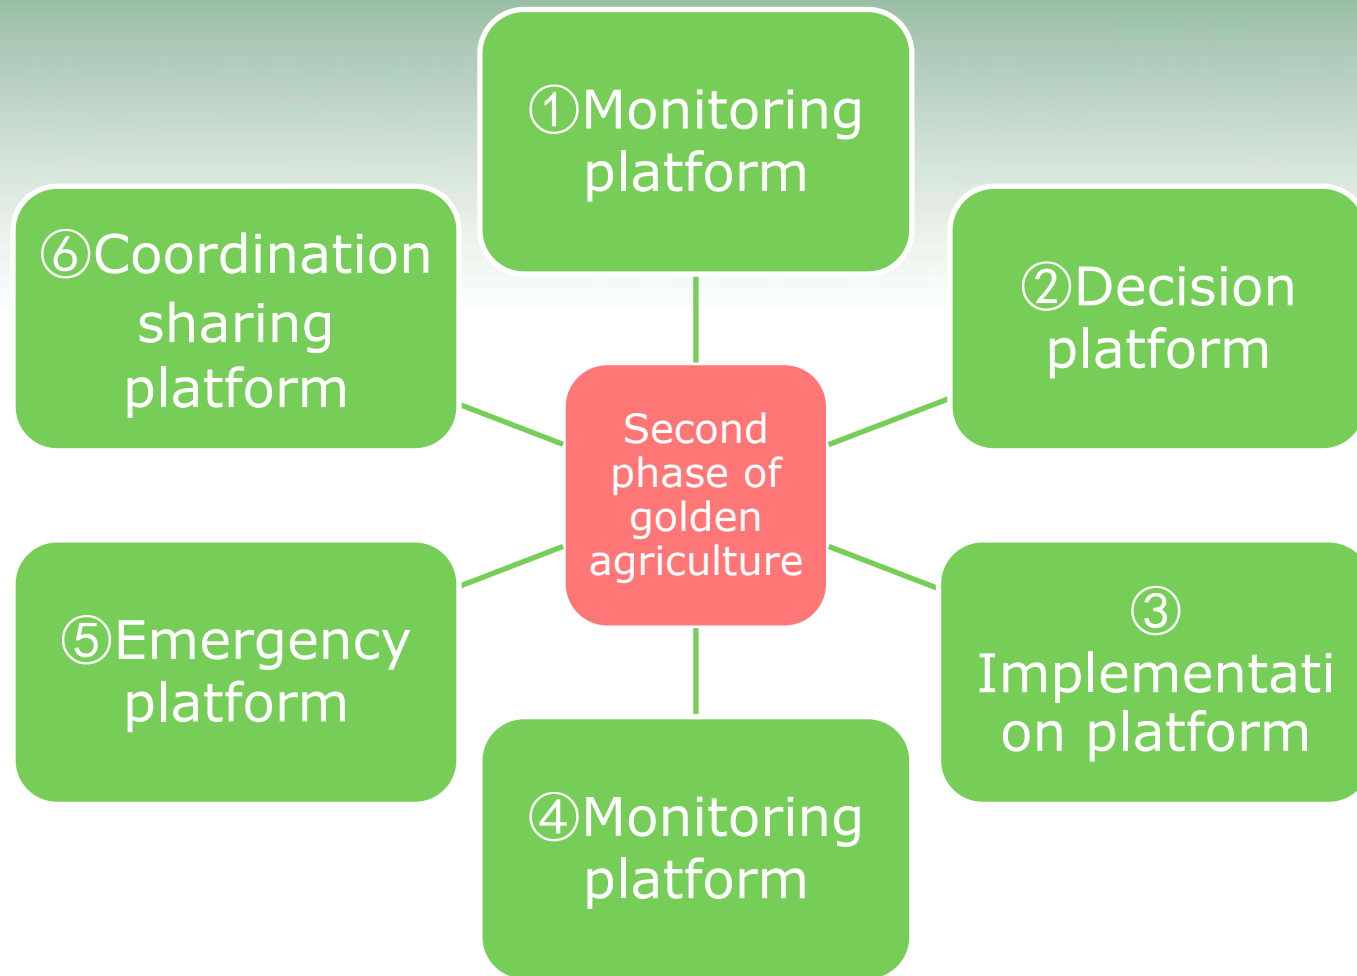 ①Monitoring
platform
②Decision
platform
③
Implementati
on platform
④Monitoring
platform
⑤Emergency
platform
⑥Coordination
sharing
platform
Second
phase of
golden
agriculture